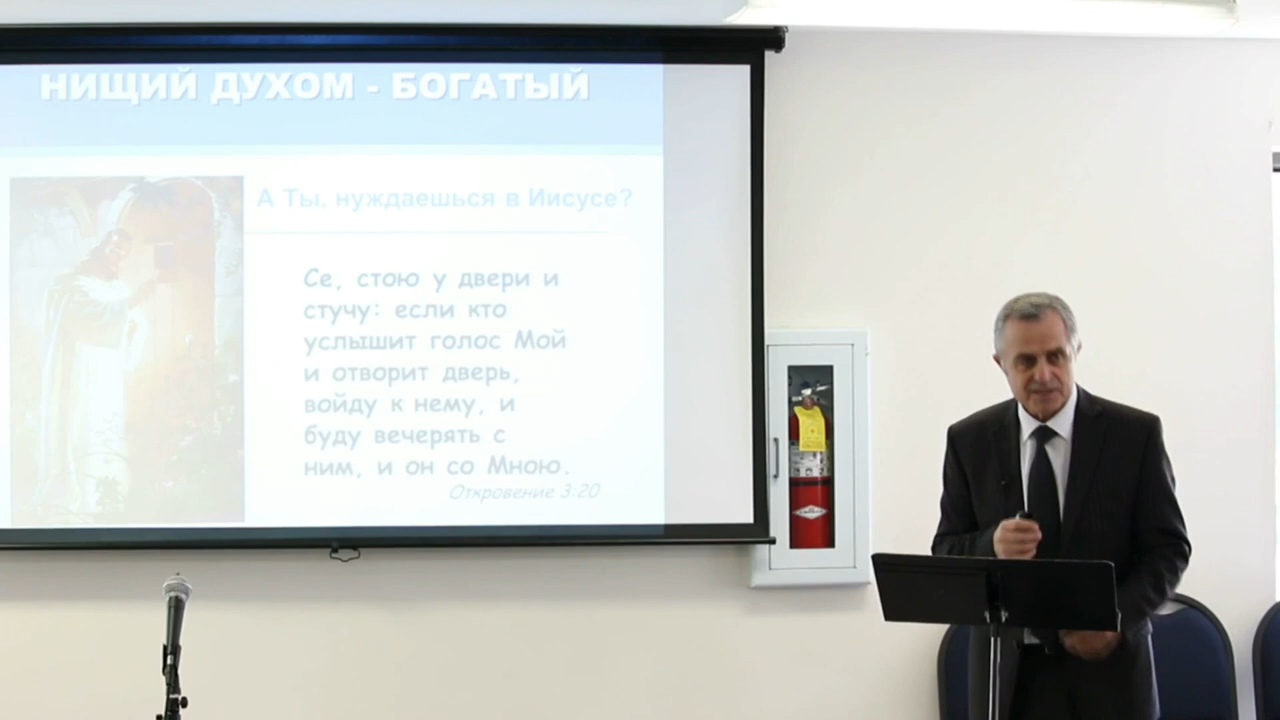 НИЩИЙ ДУХОМ - БОГАТЫЙ
А Ты, нуждаешься в Иисусе?
Се, стою у двери и
стучу: если кто
услышит голос Мой
и отворит дверь,
войду к нему, и
буду вечерять с
ним, и он со Мною.
Откровение 3:20